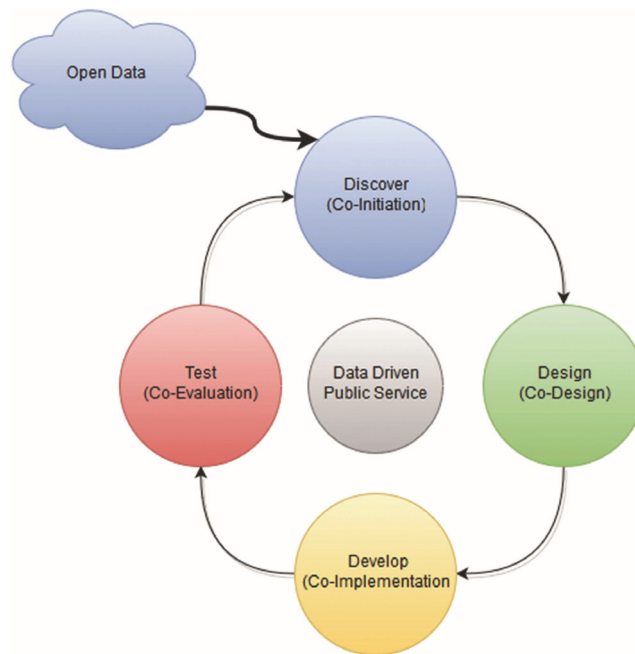 Open Data
Discover
(Co-Initiation)
Test
(Co-Evaluation)
Data Driven
Public Service
Design
(Co-Design)
Develop
(Co-Implementation